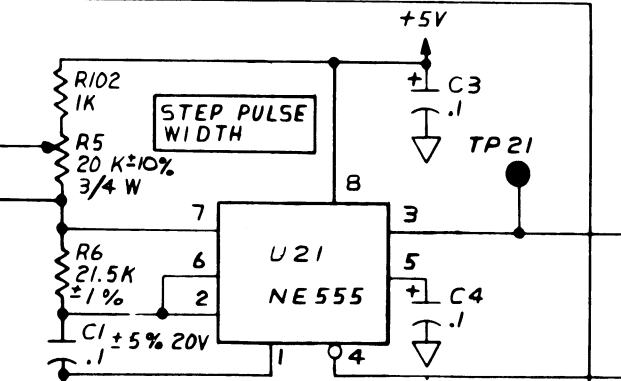 +5V
R102
1K
STEP PULSE
WIDTH
+
C3
.1
R5
20 K±10%
3/4 W
TP21
8
7
3
U21
NE555
6
5
R6
21.5K
±1%
2
+
C4
.1
C1 ±5% 20V
.1
1
4